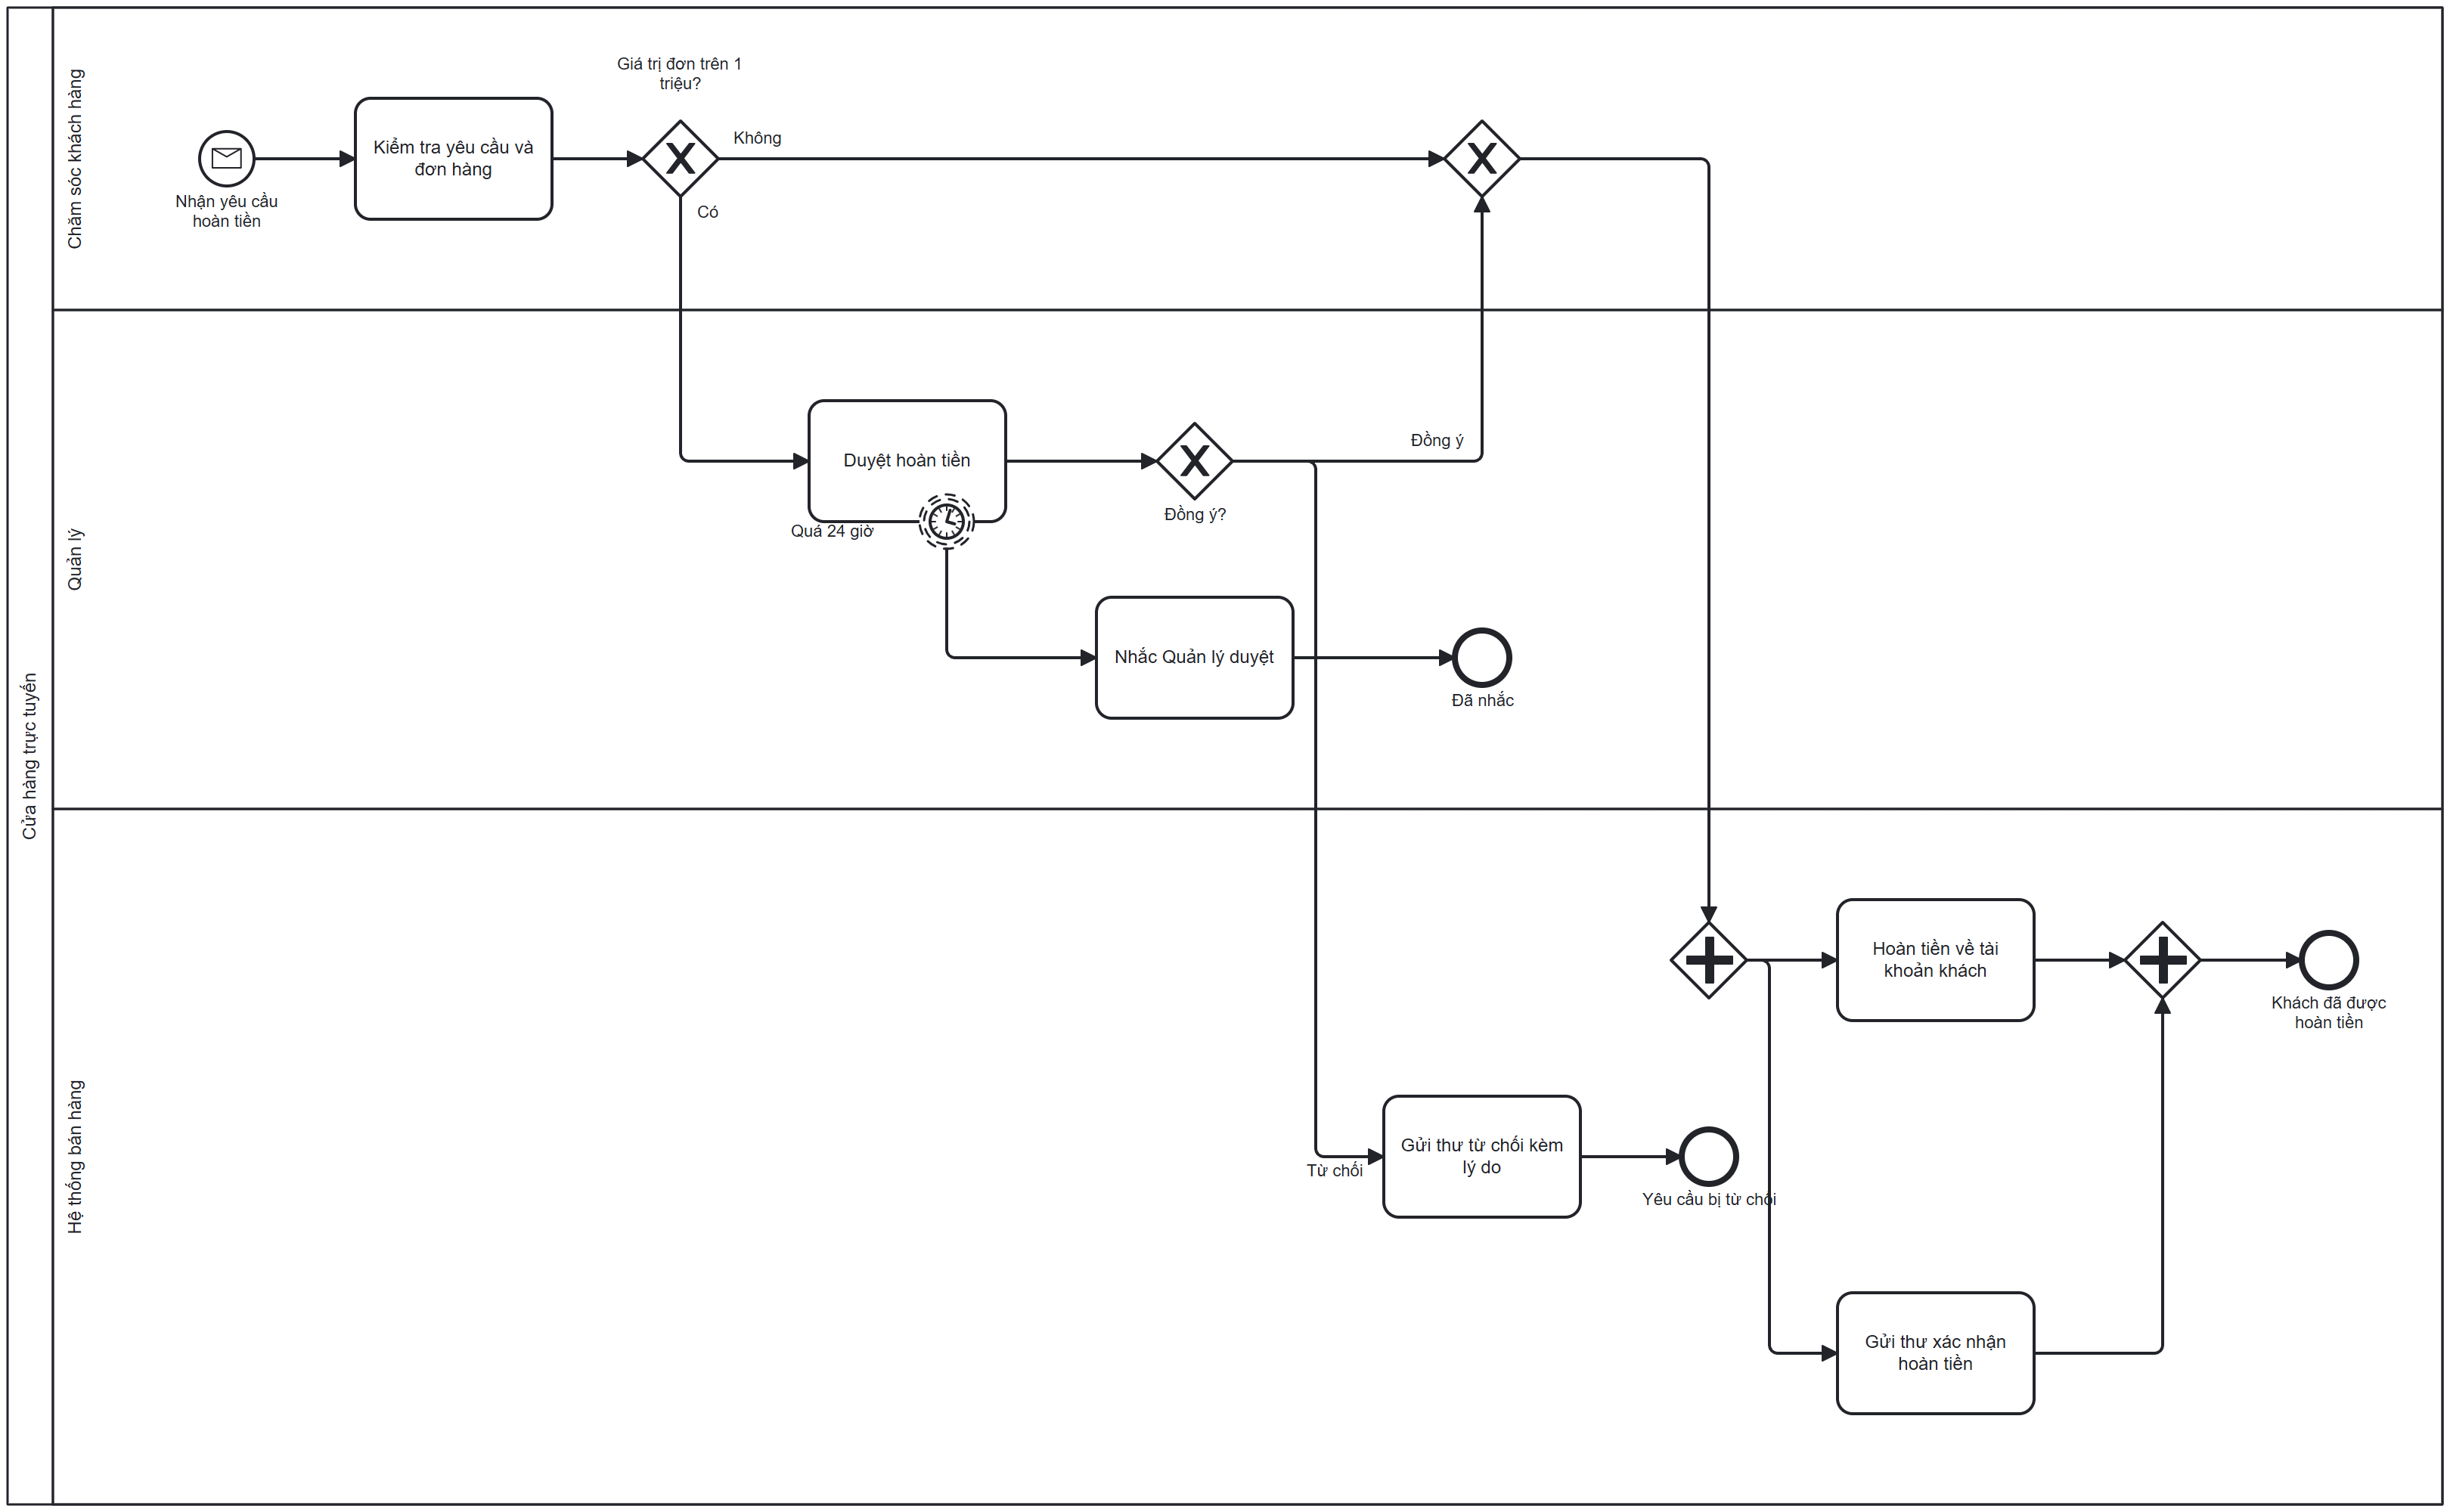 Cửa hàng trực tuyến
Chăm sóc khách hàng
Nhận yêu cầu
hoàn tiền
Kiểm tra yêu cầu và
đơn hàng
Giá trị đơn trên 1
triệu?
Không
Có
Quản lý
Duyệt hoàn tiền
Quá 24 giờ
Đồng ý?
Đồng ý
Nhắc Quản lý duyệt
Đã nhắc
Hệ thống bán hàng
Từ chối
Gửi thư từ chối kèm
lý do
Yêu cầu bị từ chối
Hoàn tiền về tài
khoản khách
Khách đã được
hoàn tiền
Gửi thư xác nhận
hoàn tiền